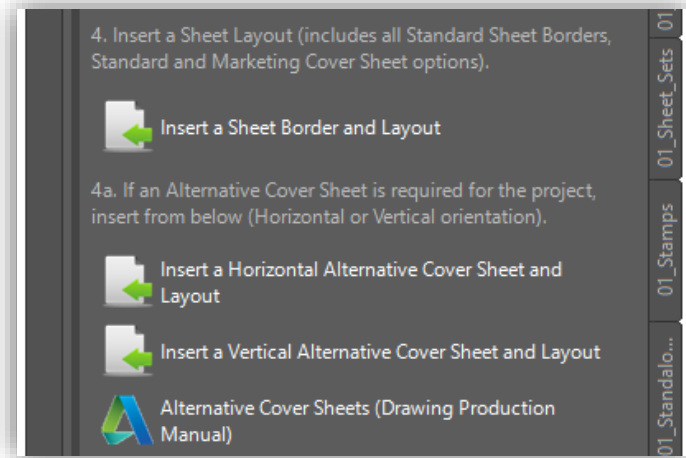 4. Insert a Sheet Layout (includes all Standard Sheet Borders,
Standard and Marketing Cover Sheet options).
Insert a Sheet Border and Layout
4a. If an Alternative Cover Sheet is required for the project,
insert from below (Horizontal or Vertical orientation).
Insert a Horizontal Alternative Cover Sheet and
Layout
Insert a Vertical Alternative Cover Sheet and Layout
Alternative Cover Sheets (Drawing Production
Manual)
01
01_Sheet_Sets
01_Stamps
01_Standalo...